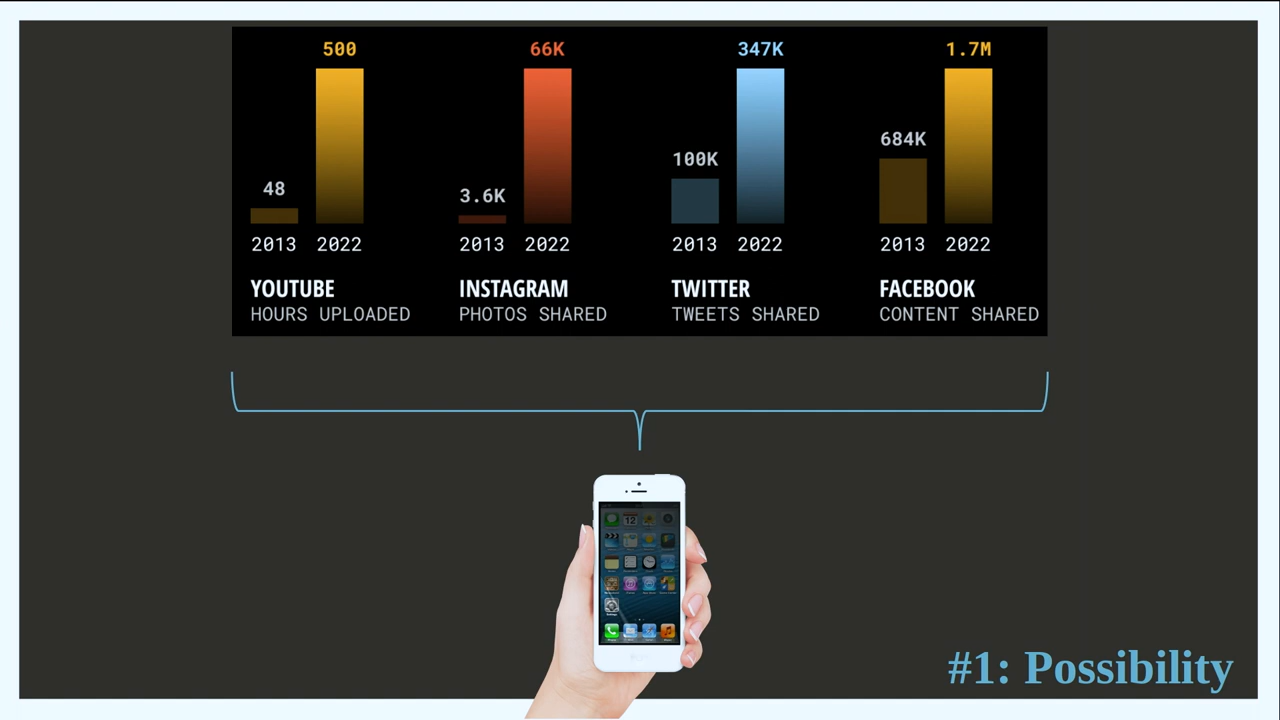 500
66K
347K
1.7M
48
3.6K
100K
684K
2013 2022
2013 2022
2013 2022
2013 2022
YOUTUBE
HOURS UPLOADED
INSTAGRAM
PHOTOS SHARED
TWITTER
TWEETS SHARED
FACEBOOK
CONTENT SHARED
12
#1: Possibility